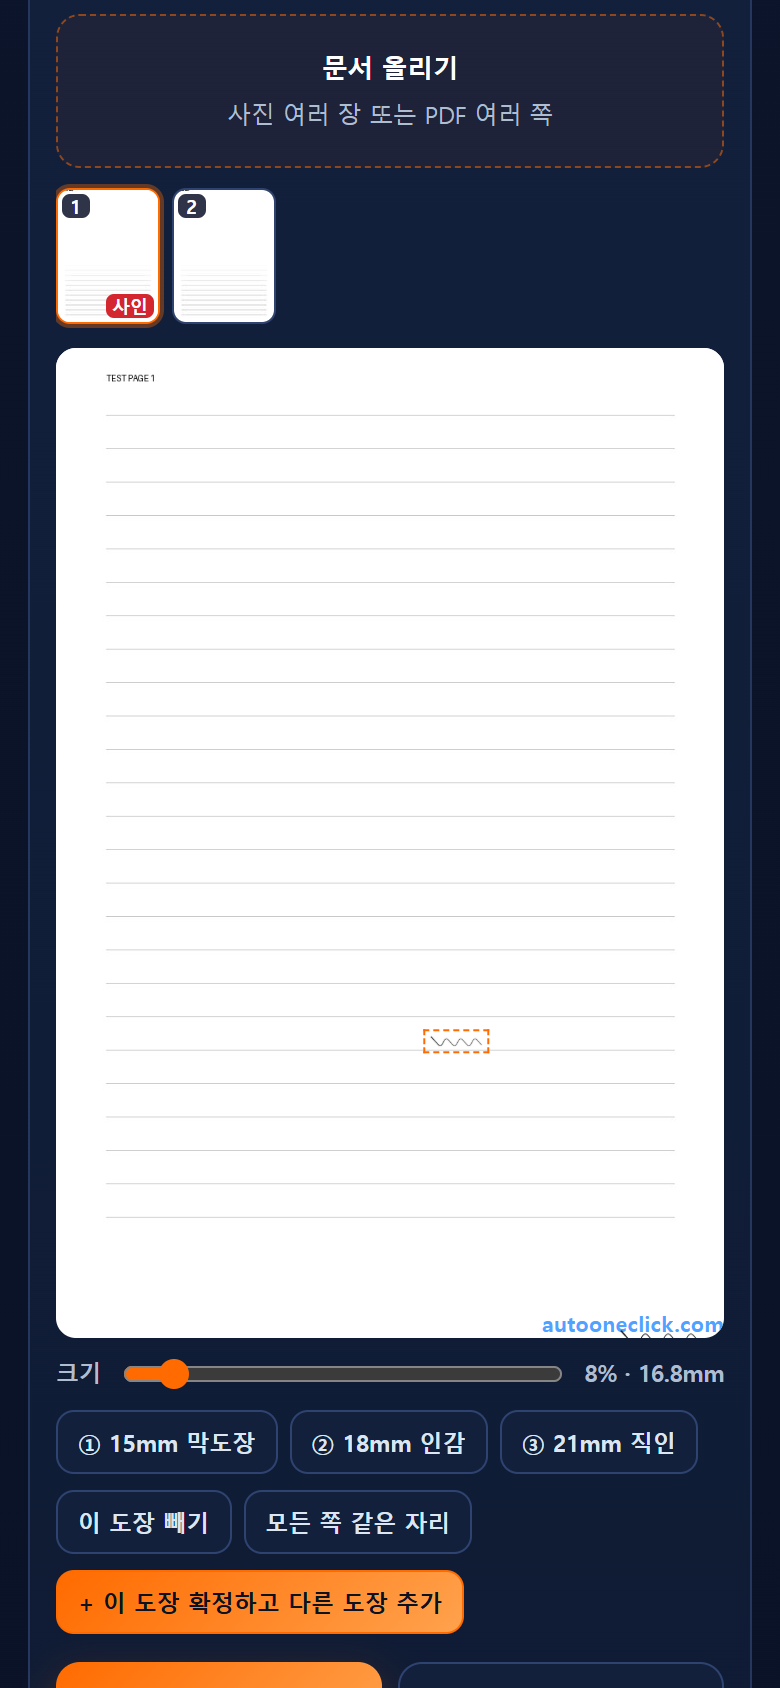 문서 올리기
사진 여러 장 또는 PDF 여러 쪽
1
2
사인
TEST PAGE 1
autooneclick.com
크기
8% · 16.8mm
① 15mm 막도장
② 18mm 인감
③ 21mm 직인
이 도장 빼기
모든 쪽 같은 자리
+ 이 도장 확정하고 다른 도장 추가